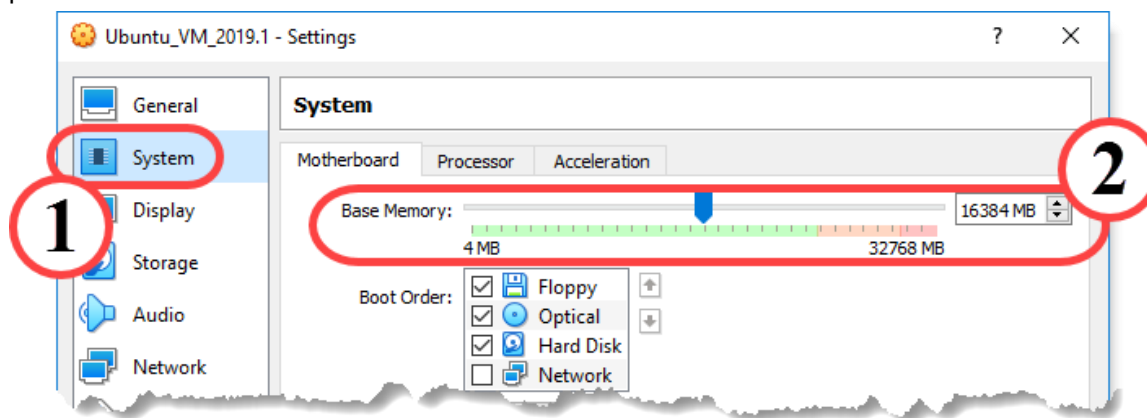 Ubuntu_VM_2019.1 - Settings ? ×
General
System
Display
Storage
Audio
Network
1
System
Motherboard Processor Acceleration
2
Base Memory: 16384 MB
4 MB 32768 MB
Boot Order:
Floppy
Optical
Hard Disk
Network